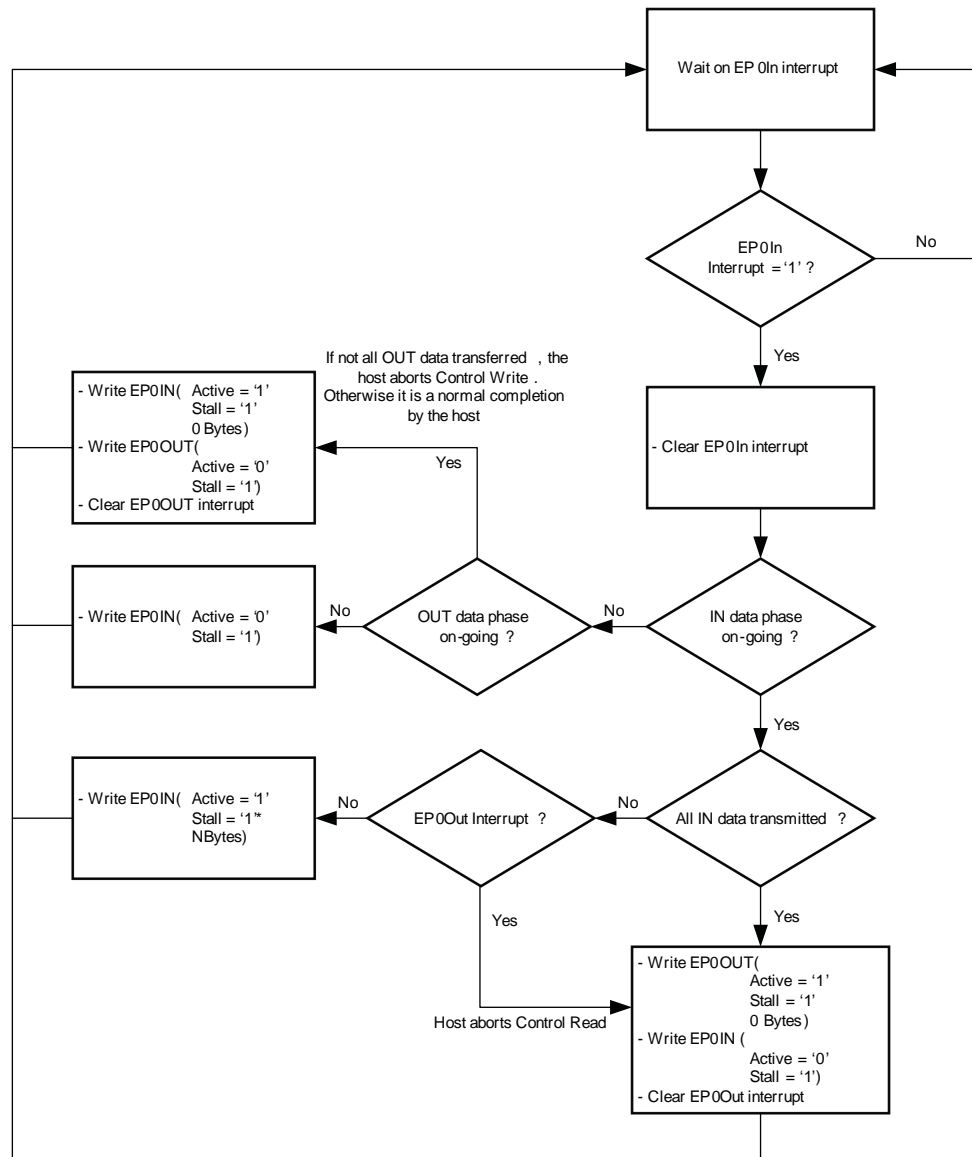 Wait on EP0In interrupt
EP0In
Interrupt = ‘1’ ?
No
Yes
If not all OUT data transferred , the
host aborts Control Write .
Otherwise it is a normal completion
by the host
- Write EP0IN( Active = ‘1’
Stall = ‘1’
0 Bytes)
- Write EP0OUT(
Active = ‘0’
Stall = ‘1’)
- Clear EP0OUT interrupt
Yes
- Clear EP0In interrupt
- Write EP0IN( Active = ‘0’
Stall = ‘1’)
No
OUT data phase
on-going ?
No
IN data phase
on-going ?
Yes
- Write EP0IN( Active = ‘1’
Stall = ‘1’*
NBytes)
No
EP0Out Interrupt ?
No
All IN data transmitted ?
Yes
Yes
Host aborts Control Read
- Write EP0OUT(
Active = ‘1’
Stall = ‘1’
0 Bytes)
- Write EP0IN (
Active = ‘0’
Stall = ‘1’)
- Clear EP0Out interrupt